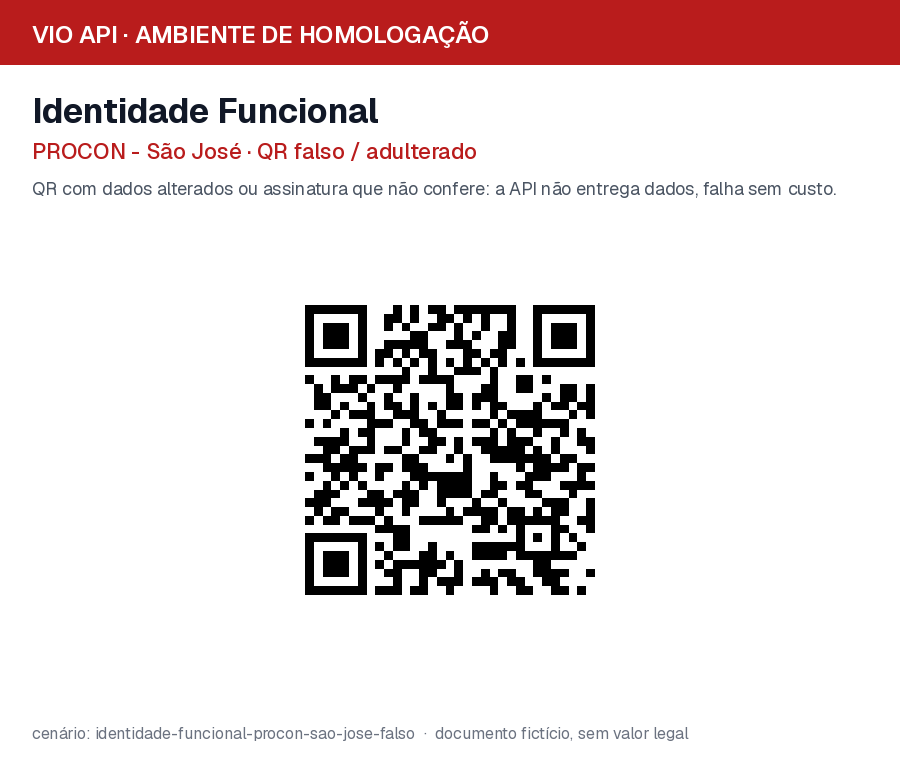 VIO API · AMBIENTE DE HOMOLOGAÇÃO
Identidade Funcional
PROCON - São José · QR falso / adulterado
QR com dados alterados ou assinatura que não confere: a API não entrega dados, falha sem custo.
cenário: identidade-funcional-procon-sao-jose-falso · documento fictício, sem valor legal